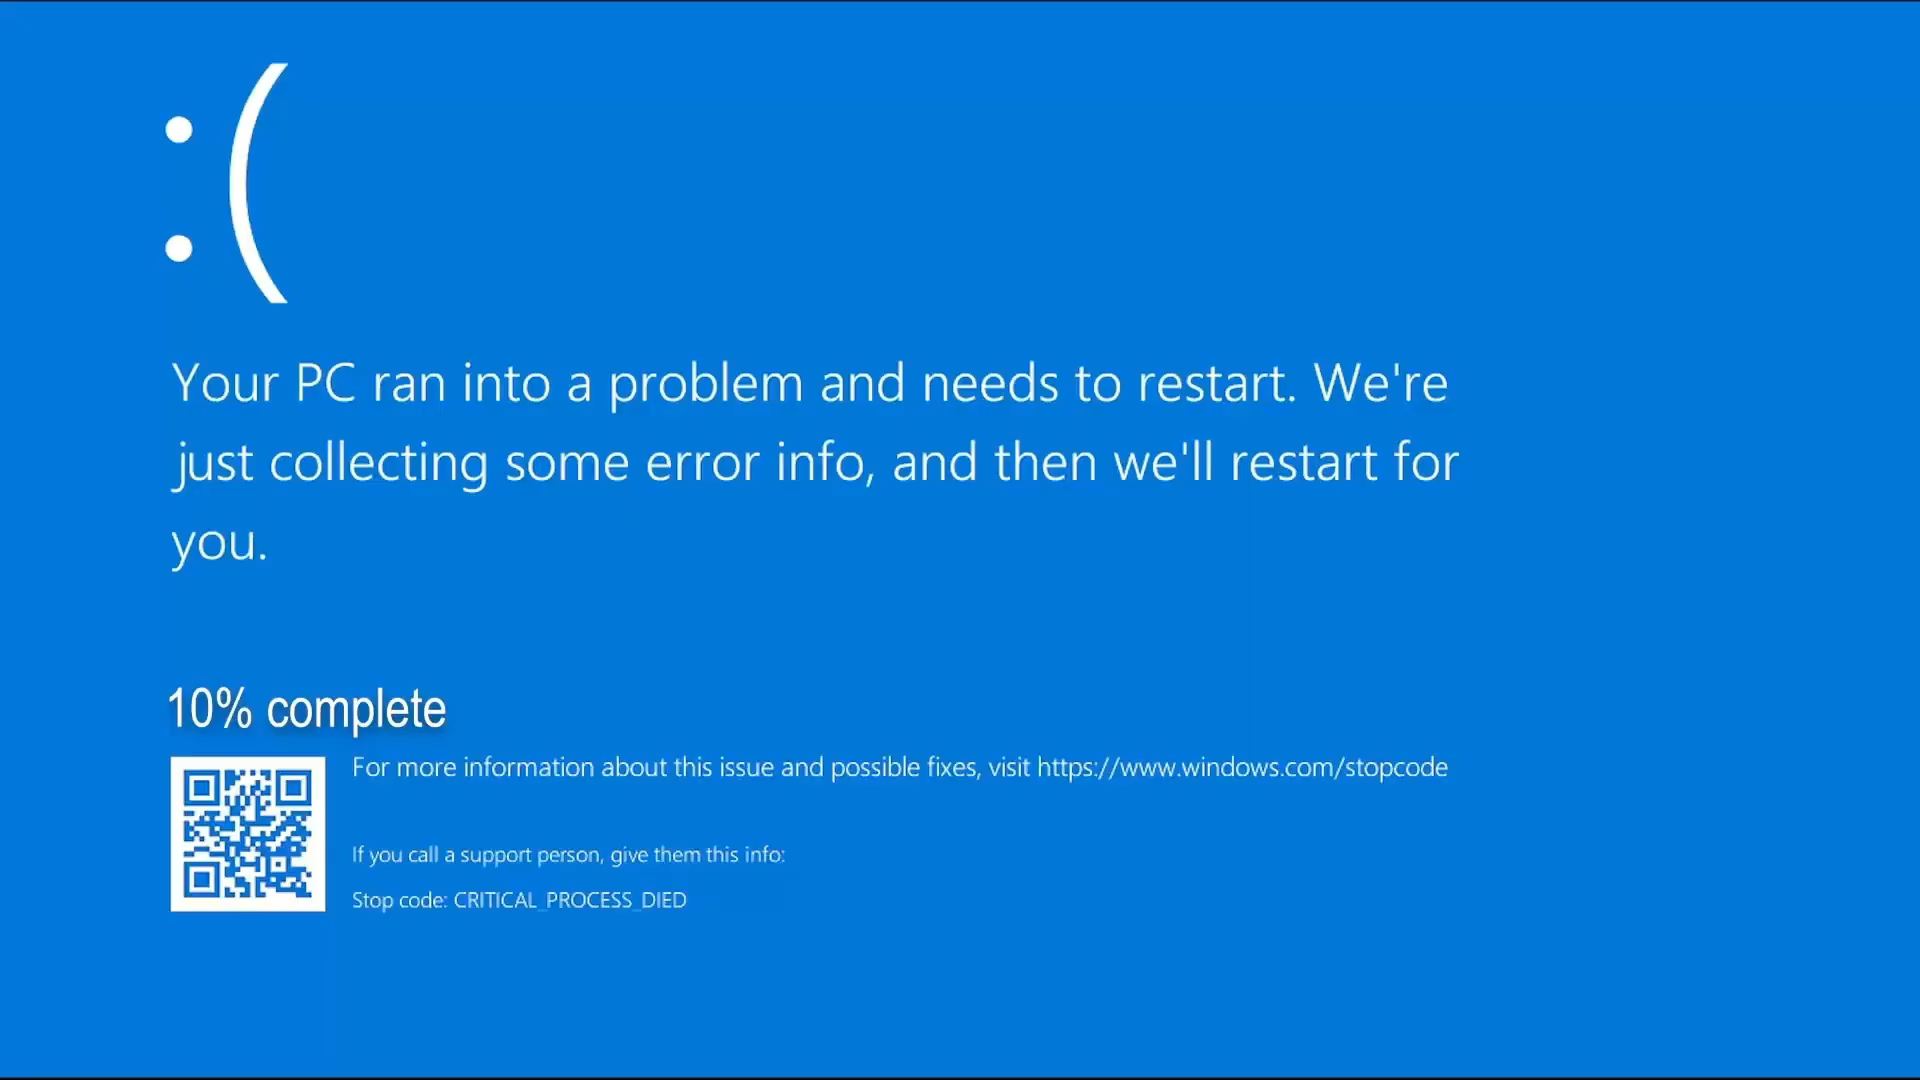 :(
Your PC ran into a problem and needs to restart. We're
just collecting some error info, and then we'll restart for
you.
10% complete
For more information about this issue and possible fixes, visit https://www.windows.com/stopcode
If you call a support person, give them this info:
Stop code: CRITICAL_PROCESS_DIED